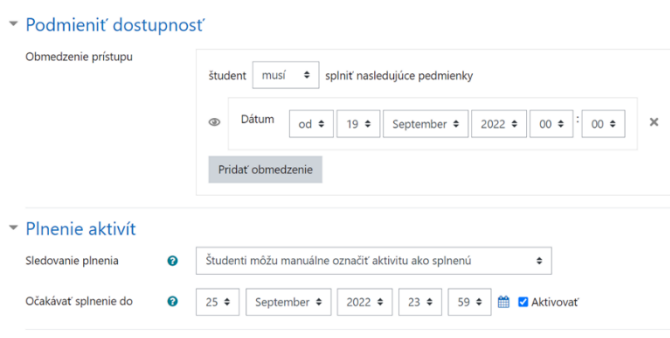 Podmieniť dostupnosť
Obmedzenie prístupu
študent musí splniť nasledujúce pedmienky
Dátum od 19 September 2022 00 : 00
Pridať obmedzenie
Plnenie aktivít
Sledovanie plnenia Študenti môžu manuálne označiť aktivitu ako splnenú
Očakávať splnenie do 25 September 2022 23 59 Aktivovať